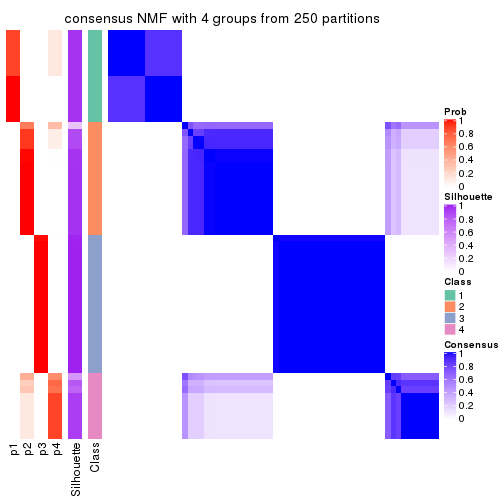 consensus NMF with 4 groups from 250 partitions
Prob
1
0.8
0.6
0.4
0.2
0
Silhouette
1
0.8
0.6
0.4
0.2
0
Class
1
2
3
4
Consensus
1
0.8
0.6
0.4
0.2
0
p1
p2
p3
p4
Silhouette
Class